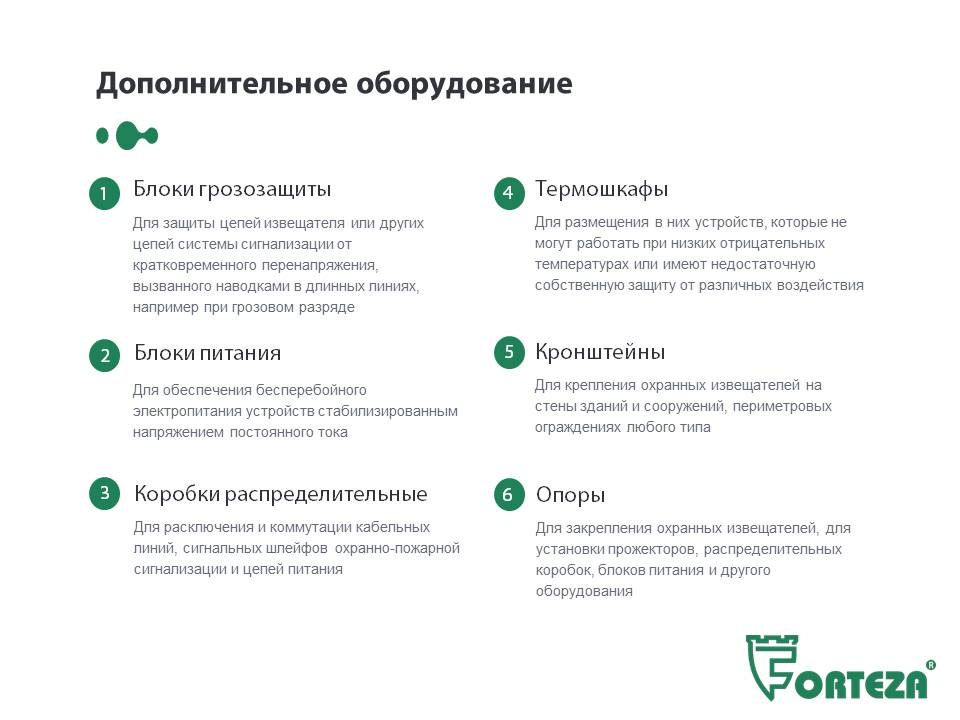 Дополнительное оборудование
1 Блоки грозозащиты
Для защиты цепей извещателя или других
цепей системы сигнализации от
кратковременного перенапряжения,
вызванного наводками в длинных линиях,
например при грозовом разряде
2 Блоки питания
Для обеспечения бесперебойного
электропитания устройств стабилизированным
напряжением постоянного тока
3 Коробки распределительные
Для расключения и коммутации кабельных
линий, сигнальных шлейфов охранно-пожарной
сигнализации и цепей питания
4 Термошкафы
Для размещения в них устройств, которые не
могут работать при низких отрицательных
температурах или имеют недостаточную
собственную защиту от различных воздействия
5 Кронштейны
Для крепления охранных извещателей на
стены зданий и сооружений, периметровых
ограждениях любого типа
6 Опоры
Для закрепления охранных извещателей, для
установки прожекторов, распределительных
коробок, блоков питания и другого
оборудования
FORTEZA ®